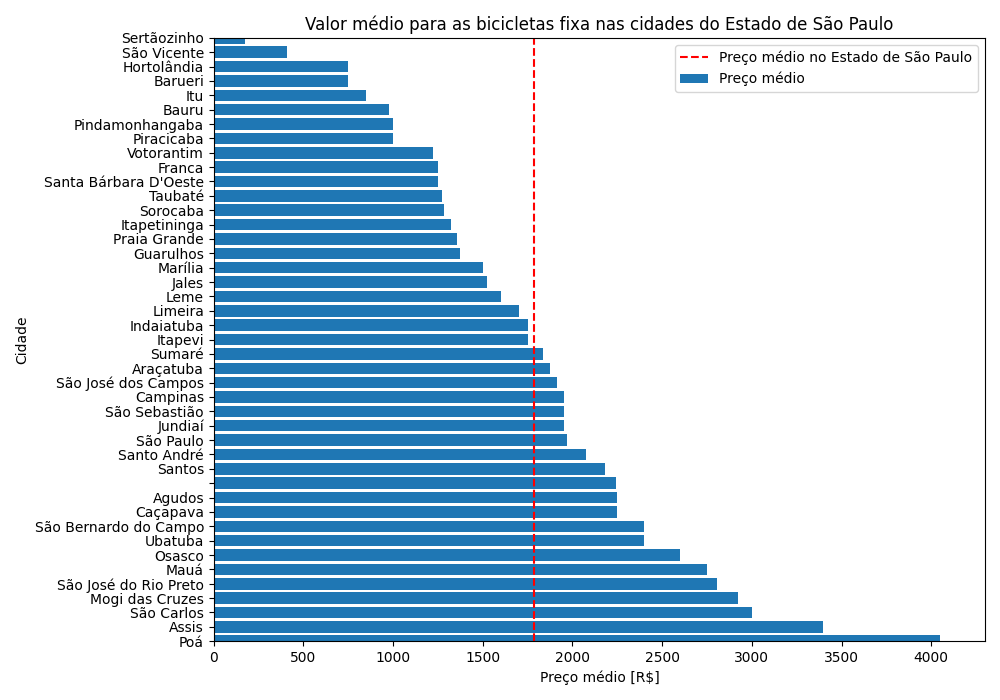 Valor médio para as bicicletas fixa nas cidades do Estado de São Paulo
Preço médio no Estado de São Paulo
Preço médio
Cidade
Sertãozinho
São Vicente
Hortolândia
Barueri
Itu
Bauru
Pindamonhangaba
Piracicaba
Votorantim
Franca
Santa Bárbara D'Oeste
Taubaté
Sorocaba
Itapetininga
Praia Grande
Guarulhos
Marília
Jales
Leme
Limeira
Indaiatuba
Itapevi
Sumaré
Araçatuba
São José dos Campos
Campinas
São Sebastião
Jundiaí
São Paulo
Santo André
Santos
Agudos
Caçapava
São Bernardo do Campo
Ubatuba
Osasco
Mauá
São José do Rio Preto
Mogi das Cruzes
São Carlos
Assis
Poá
0 500 1000 1500 2000 2500 3000 3500 4000
Preço médio [R$]